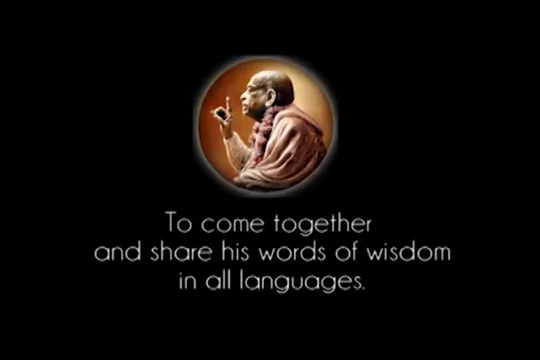 To come together
and share his words of wisdom
in all languages.